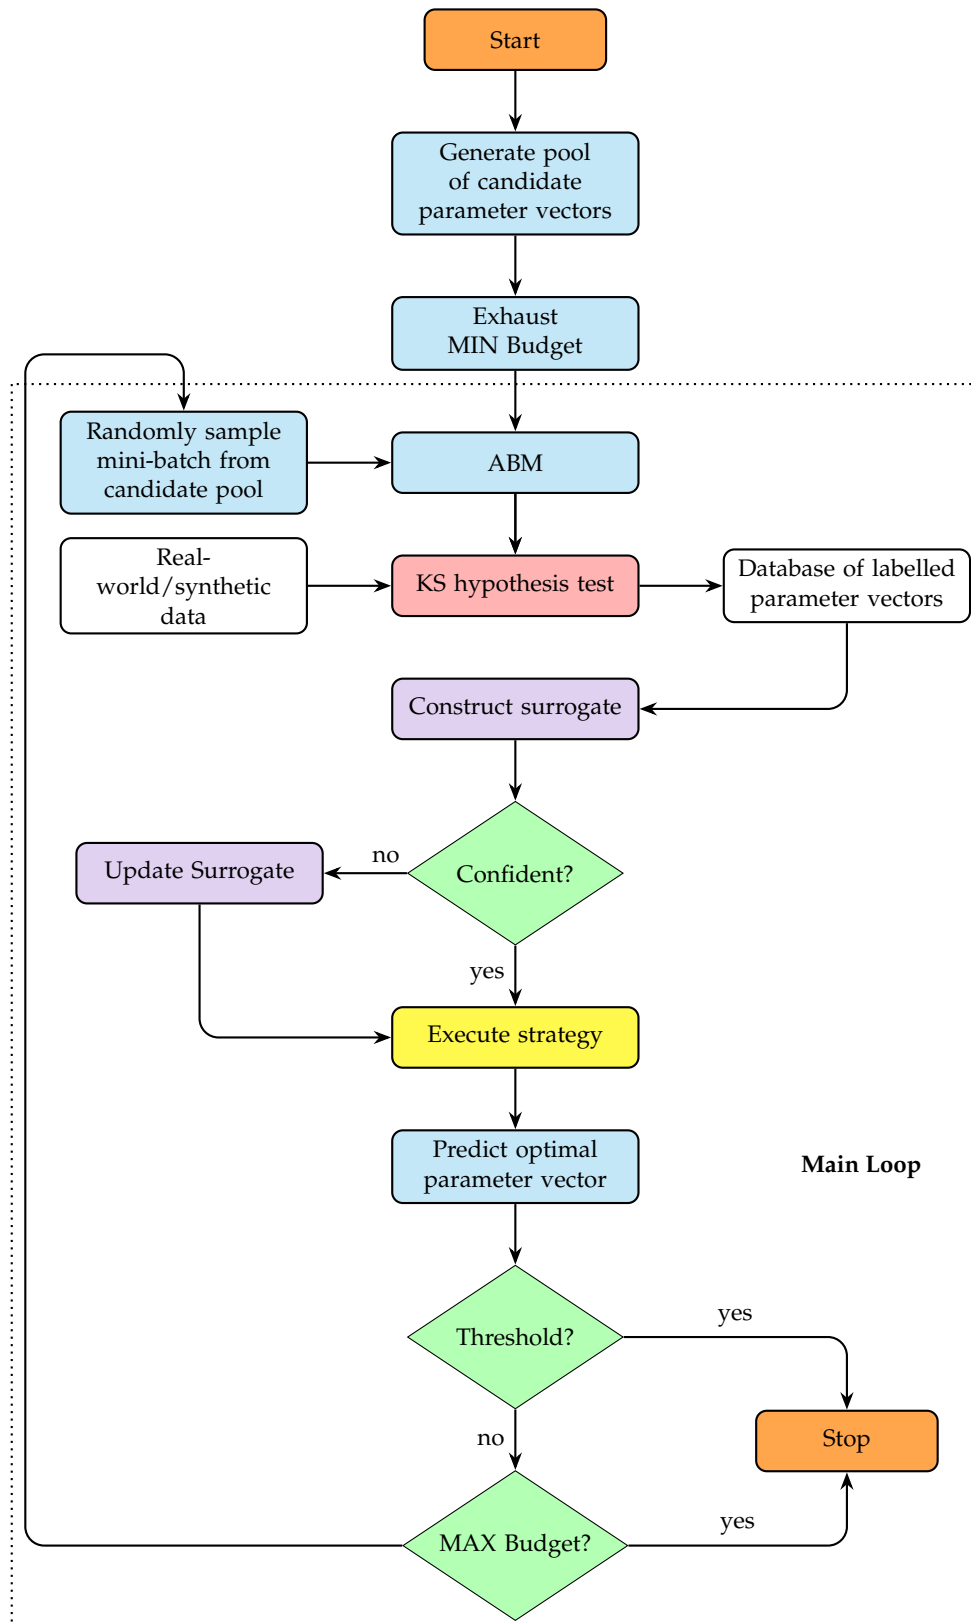 Start
Generate pool
of candidate
parameter vectors
Exhaust
MIN Budget
Randomly sample
mini-batch from
candidate pool
ABM
Real-
world/synthetic
data
KS hypothesis test
Database of labelled
parameter vectors
Construct surrogate
Confident?
no
Update Surrogate
yes
Execute strategy
Predict optimal
parameter vector
Main Loop
Threshold?
yes
no
Stop
MAX Budget?
yes